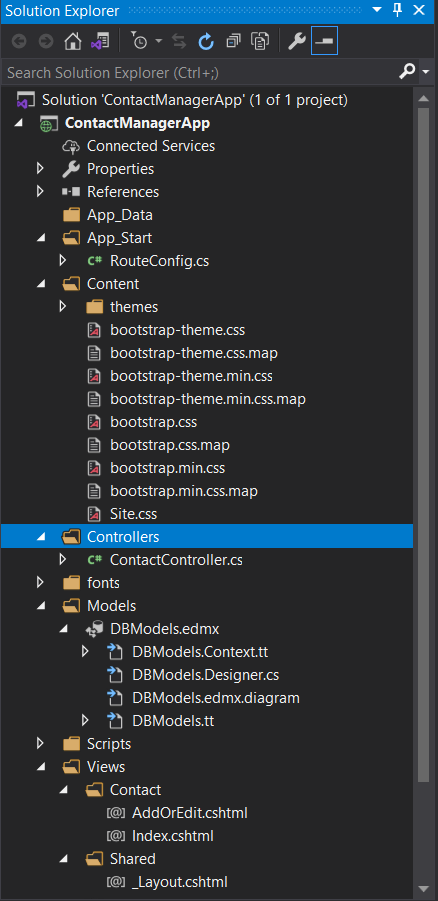 Solution Explorer
Search Solution Explorer (Ctrl+;)
Solution 'ContactManagerApp' (1 of 1 project)
ContactManagerApp
Connected Services
Properties
References
App_Data
App_Start
C# RouteConfig.cs
Content
themes
bootstrap-theme.css
bootstrap-theme.css.map
bootstrap-theme.min.css
bootstrap-theme.min.css.map
bootstrap.css
bootstrap.css.map
bootstrap.min.css
bootstrap.min.css.map
Site.css
Controllers
C# ContactController.cs
fonts
Models
DBModels.edmx
DBModels.Context.tt
DBModels.Designer.cs
DBModels.edmx.diagram
DBModels.tt
Scripts
Views
Contact
[@] AddOrEdit.cshtml
[@] Index.cshtml
Shared
[@] _Layout.cshtml